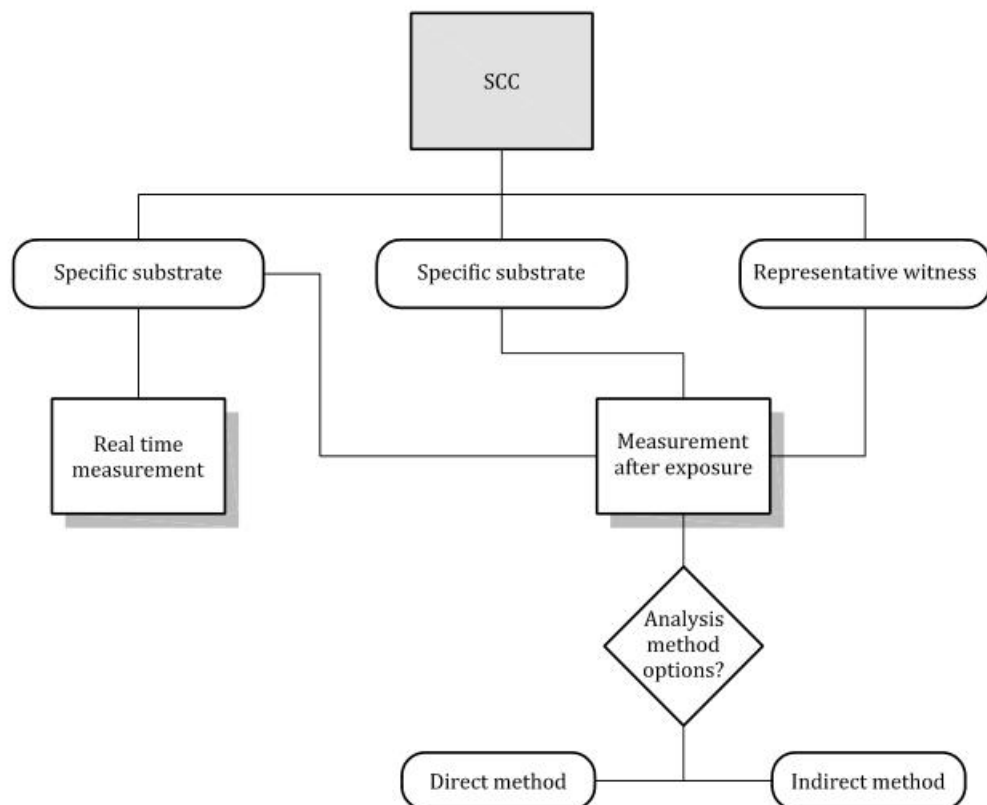 SCC
Specific substrate
Specific substrate
Representative witness
Real time
measurement
Measurement
after exposure
Analysis
method
options?
Direct method
Indirect method